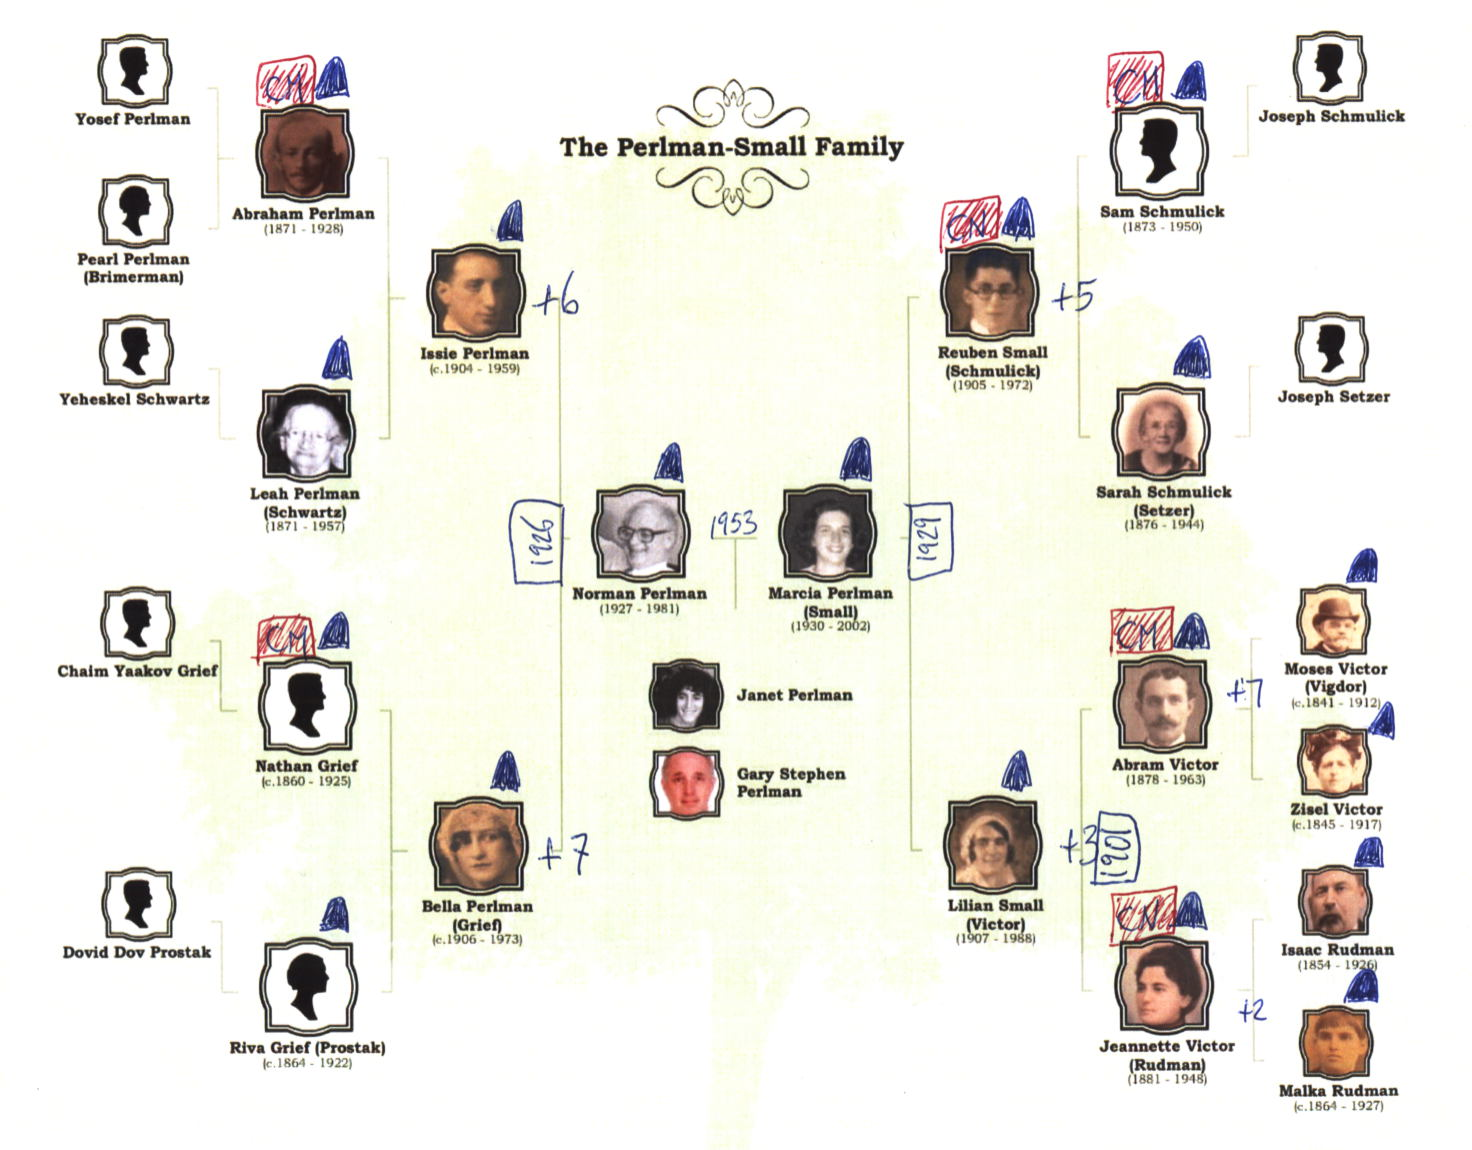 The Perlman-Small Family
Yosef Perlman
Pearl Perlman
(Brimerman)
Yeheskel Schwartz
Chaim Yaakov Grief
Dovid Dov Prostak
CM
Abraham Perlman
(1871 - 1928)
Leah Perlman
(Schwartz)
(1871 - 1957)
CM
Nathan Grief
(c.1860 - 1925)
Riva Grief (Prostak)
(c.1864 - 1922)
+6
Issie Perlman
(c.1904 - 1959)
+7
Bella Perlman
(Grief)
(c.1906 - 1973)
1926
Norman Perlman
(1927 - 1981)
1953
Marcia Perlman
(Small)
(1930 - 2002)
1929
Janet Perlman
Gary Stephen
Perlman
CM
+5
Reuben Small
(Schmulick)
(1905 - 1972)
+3
Lilian Small
(Victor)
(1907 - 1988)
1901
CM
Sam Schmulick
(1873 - 1950)
Sarah Schmulick
(Setzer)
(1876 - 1944)
CM
+7
Abram Victor
(1878 - 1963)
CM
+2
Jeannette Victor
(Rudman)
(1881 - 1948)
Joseph Schmulick
Joseph Setzer
Moses Victor
(Vigdor)
(c.1841 - 1912)
Zisel Victor
(c.1845 - 1917)
Isaac Rudman
(1854 - 1926)
Malka Rudman
(c.1864 - 1927)